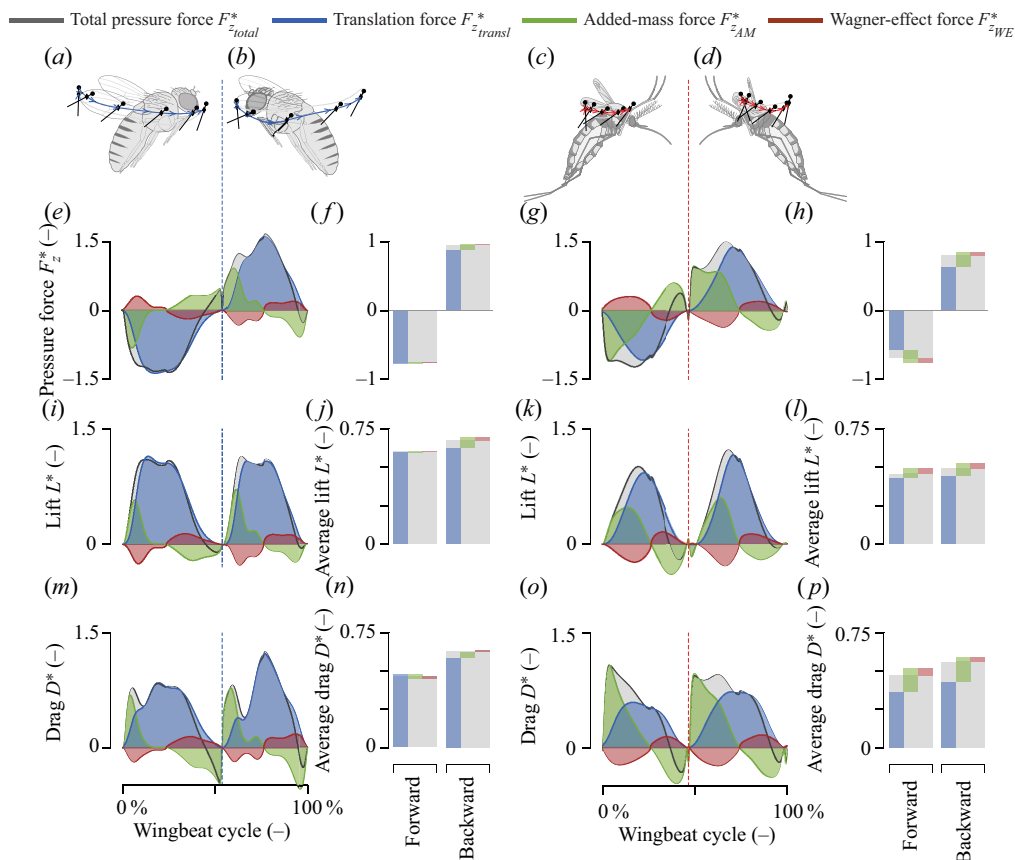 Total pressure force F*z_total Translation force F*z_transl Added-mass force F*z_AM Wagner-effect force F*z_WE
(a) (b) (c) (d)
(e) (f) (g) (h)
Pressure force F*z (–)
1.5 0 –1.5
1 0 –1
1.5 0 –1.5
1 0 –1
(i) (j) (k) (l)
Lift L* (–)
1.5 0
Average lift L* (–)
0.75 0
Lift L* (–)
1.5 0
Average lift L* (–)
0.75 0
(m) (n) (o) (p)
Drag D* (–)
1.5 0
Average drag D* (–)
0.75 0
Drag D* (–)
1.5 0
Average drag D* (–)
0.75 0
0 % 100 %
Wingbeat cycle (–)
Forward
Backward
0 % 100 %
Wingbeat cycle (–)
Forward
Backward